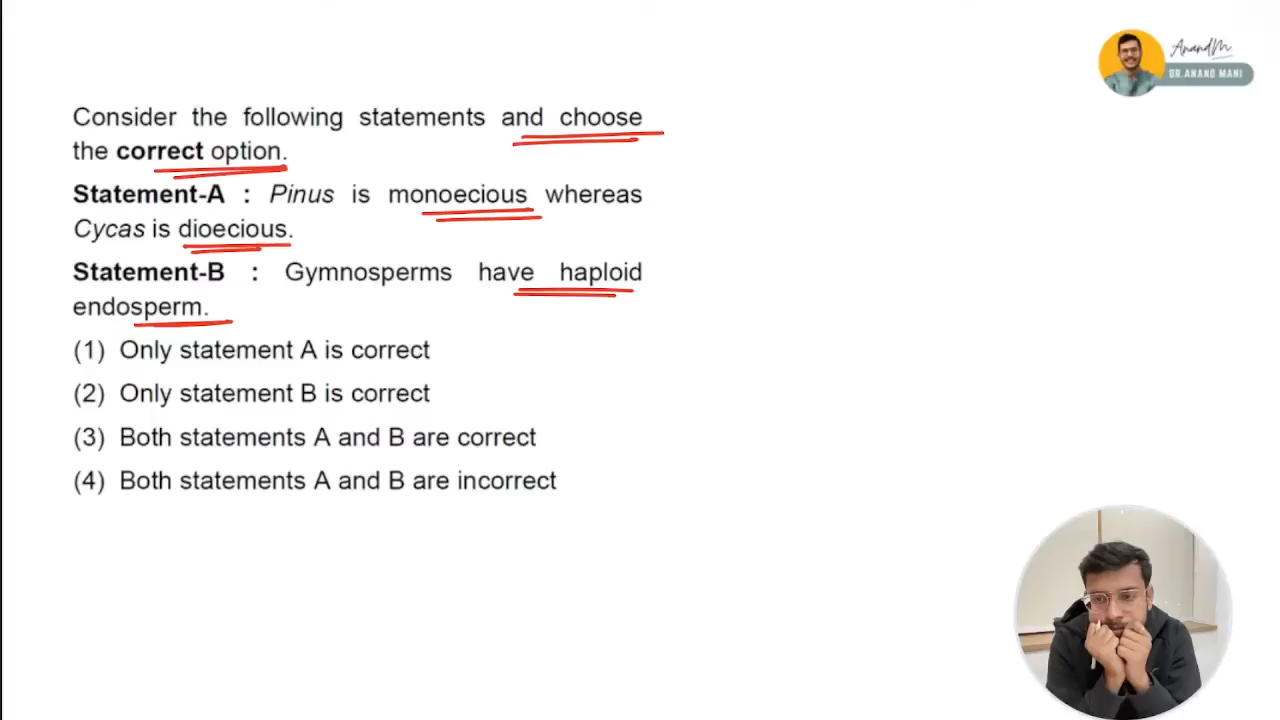 AnandM
DR.ANAND MANI
Consider the following statements and choose
the correct option.
Statement-A : Pinus is monoecious whereas
Cycas is dioecious.
Statement-B : Gymnosperms have haploid
endosperm.
(1) Only statement A is correct
(2) Only statement B is correct
(3) Both statements A and B are correct
(4) Both statements A and B are incorrect